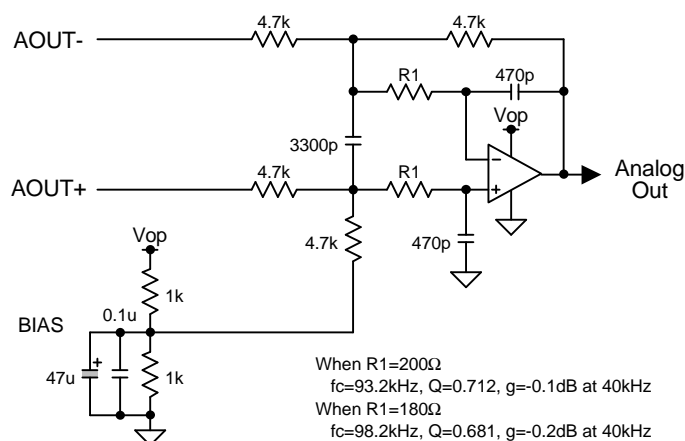 4.7k
4.7k
AOUT-
R1
470p
Vop
3300p
−
Analog
Out
4.7k
R1
+
AOUT+
4.7k
470p
Vop
1k
0.1u
BIAS
+
47u
1k
When R1=200Ω
fc=93.2kHz, Q=0.712, g=-0.1dB at 40kHz
When R1=180Ω
fc=98.2kHz, Q=0.681, g=-0.2dB at 40kHz